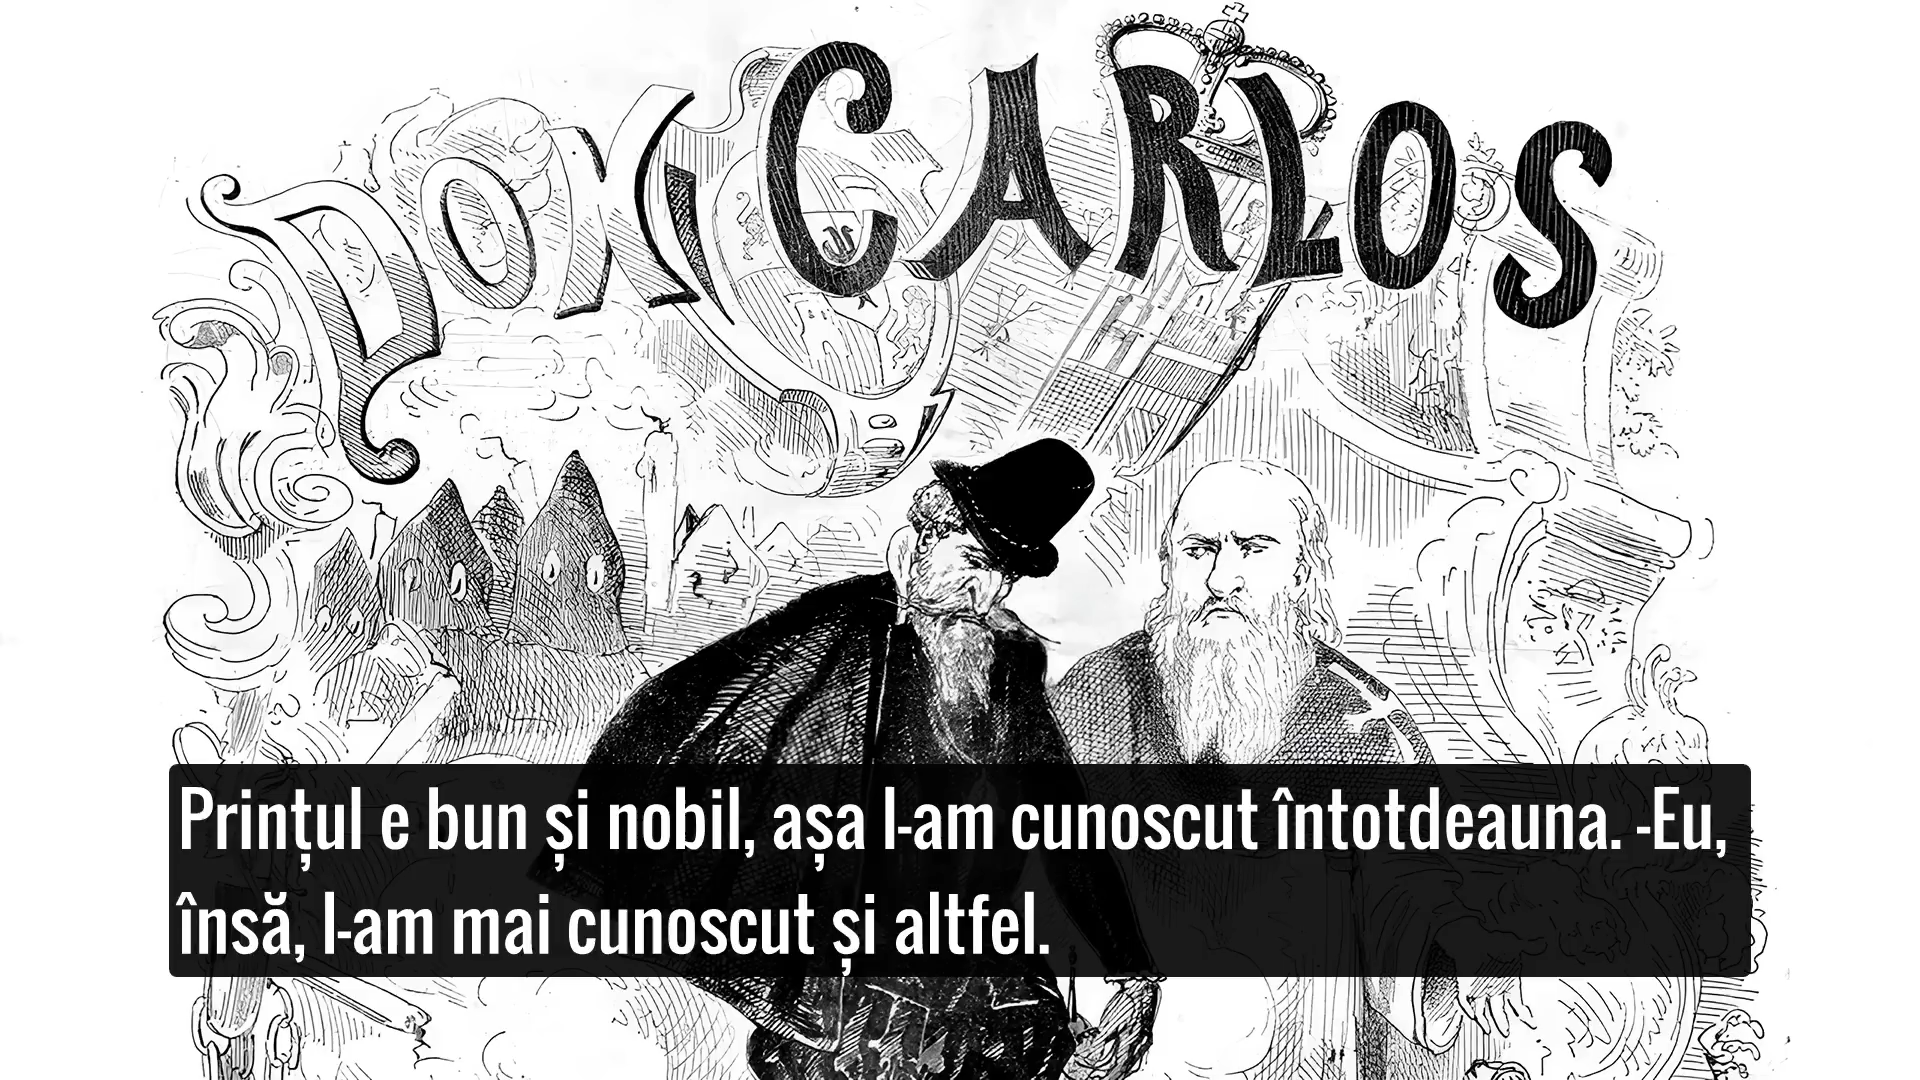 DON CARLOS
Prințul e bun și nobil, așa l-am cunoscut întotdeauna. -Eu,
însă, l-am mai cunoscut și altfel.